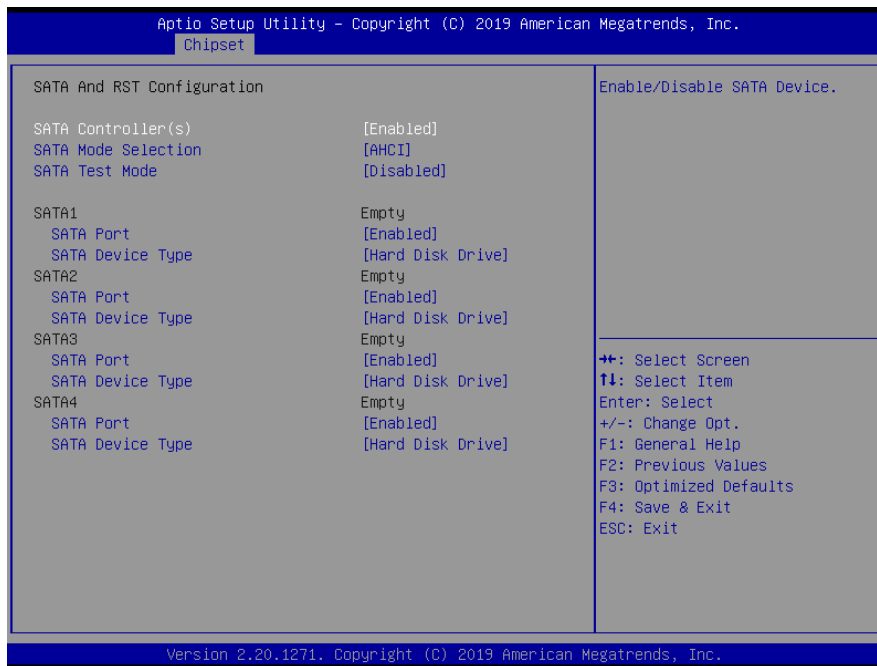 Aptio Setup Utility – Copyright (C) 2019 American Megatrends, Inc.
Chipset
SATA And RST Configuration
SATA Controller(s) [Enabled]
SATA Mode Selection [AHCI]
SATA Test Mode [Disabled]
SATA1 Empty
SATA Port [Enabled]
SATA Device Type [Hard Disk Drive]
SATA2 Empty
SATA Port [Enabled]
SATA Device Type [Hard Disk Drive]
SATA3 Empty
SATA Port [Enabled]
SATA Device Type [Hard Disk Drive]
SATA4 Empty
SATA Port [Enabled]
SATA Device Type [Hard Disk Drive]
Enable/Disable SATA Device.
→←: Select Screen
↑↓: Select Item
Enter: Select
+/-: Change Opt.
F1: General Help
F2: Previous Values
F3: Optimized Defaults
F4: Save & Exit
ESC: Exit
Version 2.20.1271. Copyright (C) 2019 American Megatrends, Inc.